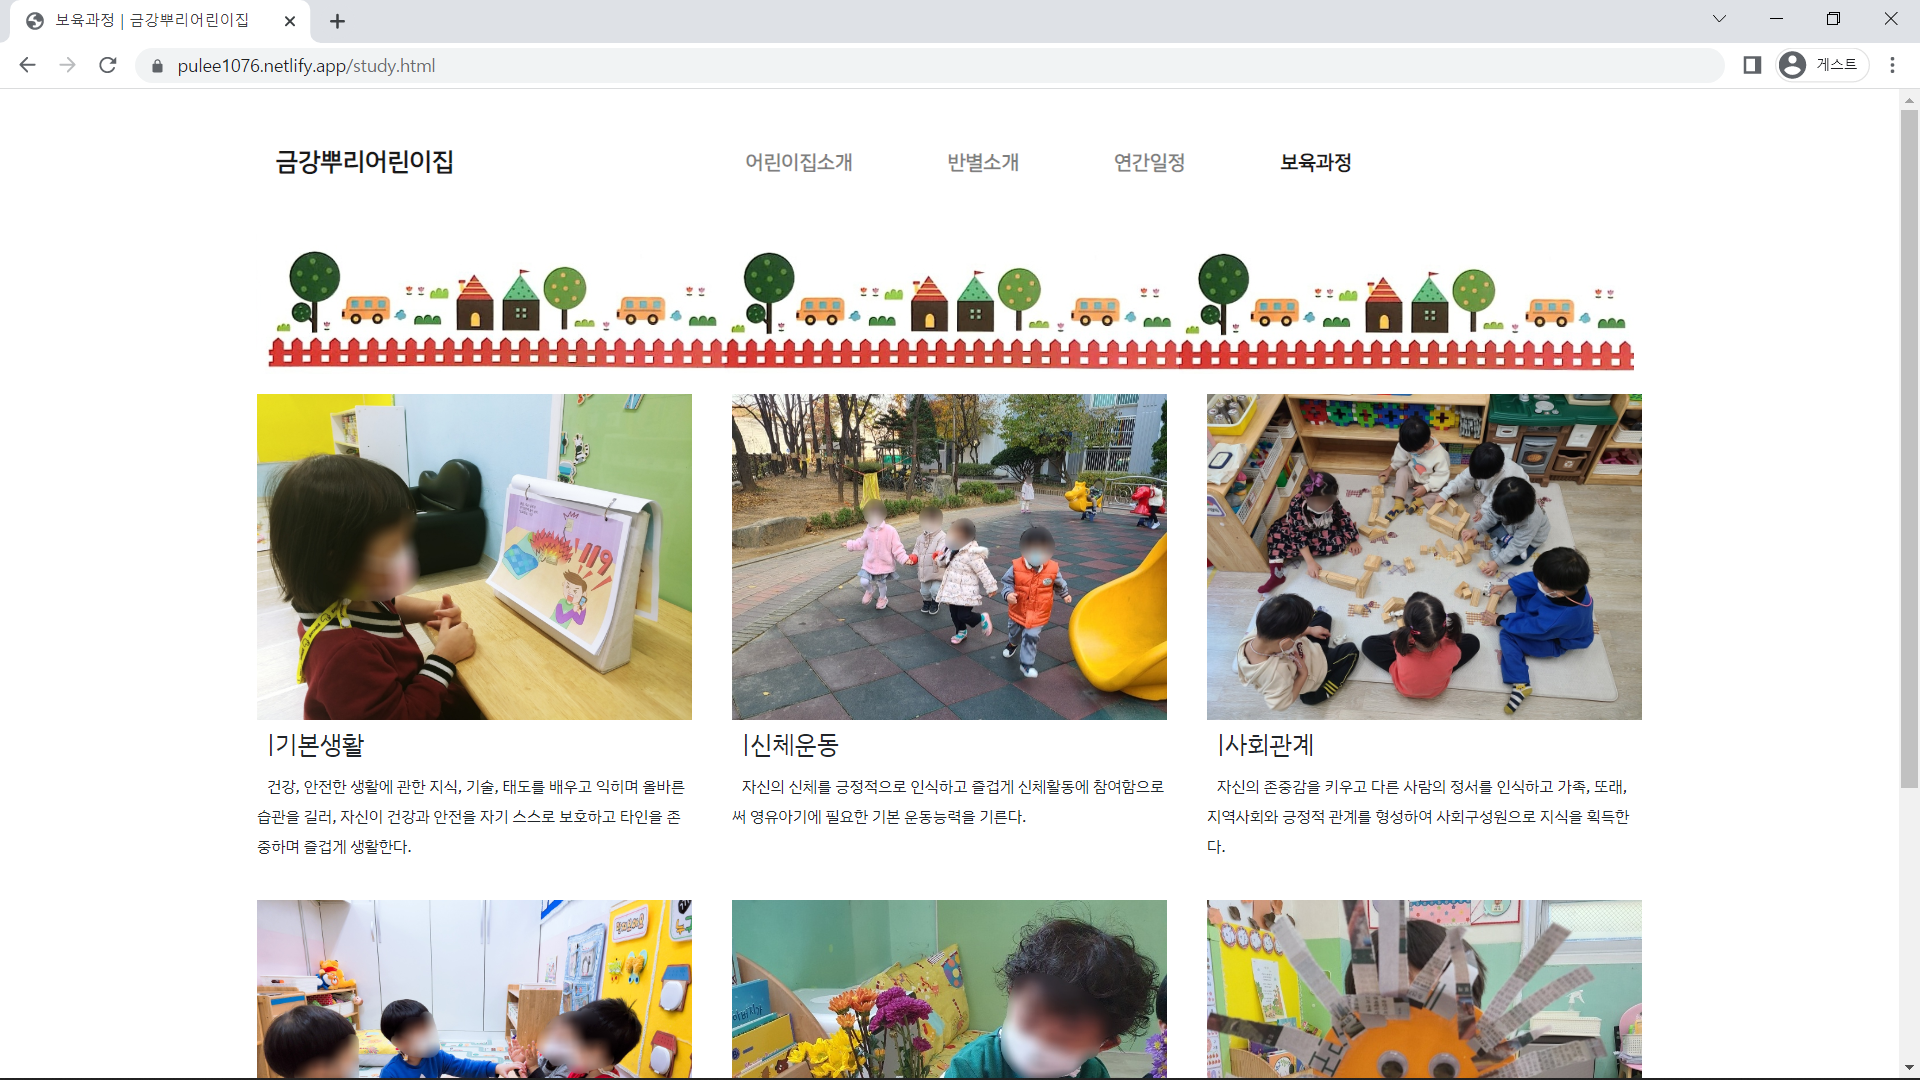 보육과정 | 금강뿌리어린이집
pulee1076.netlify.app/study.html
게스트
금강뿌리어린이집
어린이집소개
반별소개
연간일정
보육과정
119
|기본생활
건강, 안전한 생활에 관한 지식, 기술, 태도를 배우고 익히며 올바른
습관을 길러, 자신이 건강과 안전을 자기 스스로 보호하고 타인을 존
중하며 즐겁게 생활한다.
|신체운동
자신의 신체를 긍정적으로 인식하고 즐겁게 신체활동에 참여함으로
써 영유아기에 필요한 기본 운동능력을 기른다.
|사회관계
자신의 존중감을 키우고 다른 사람의 정서를 인식하고 가족, 또래,
지역사회와 긍정적 관계를 형성하여 사회구성원으로 지식을 획득한
다.